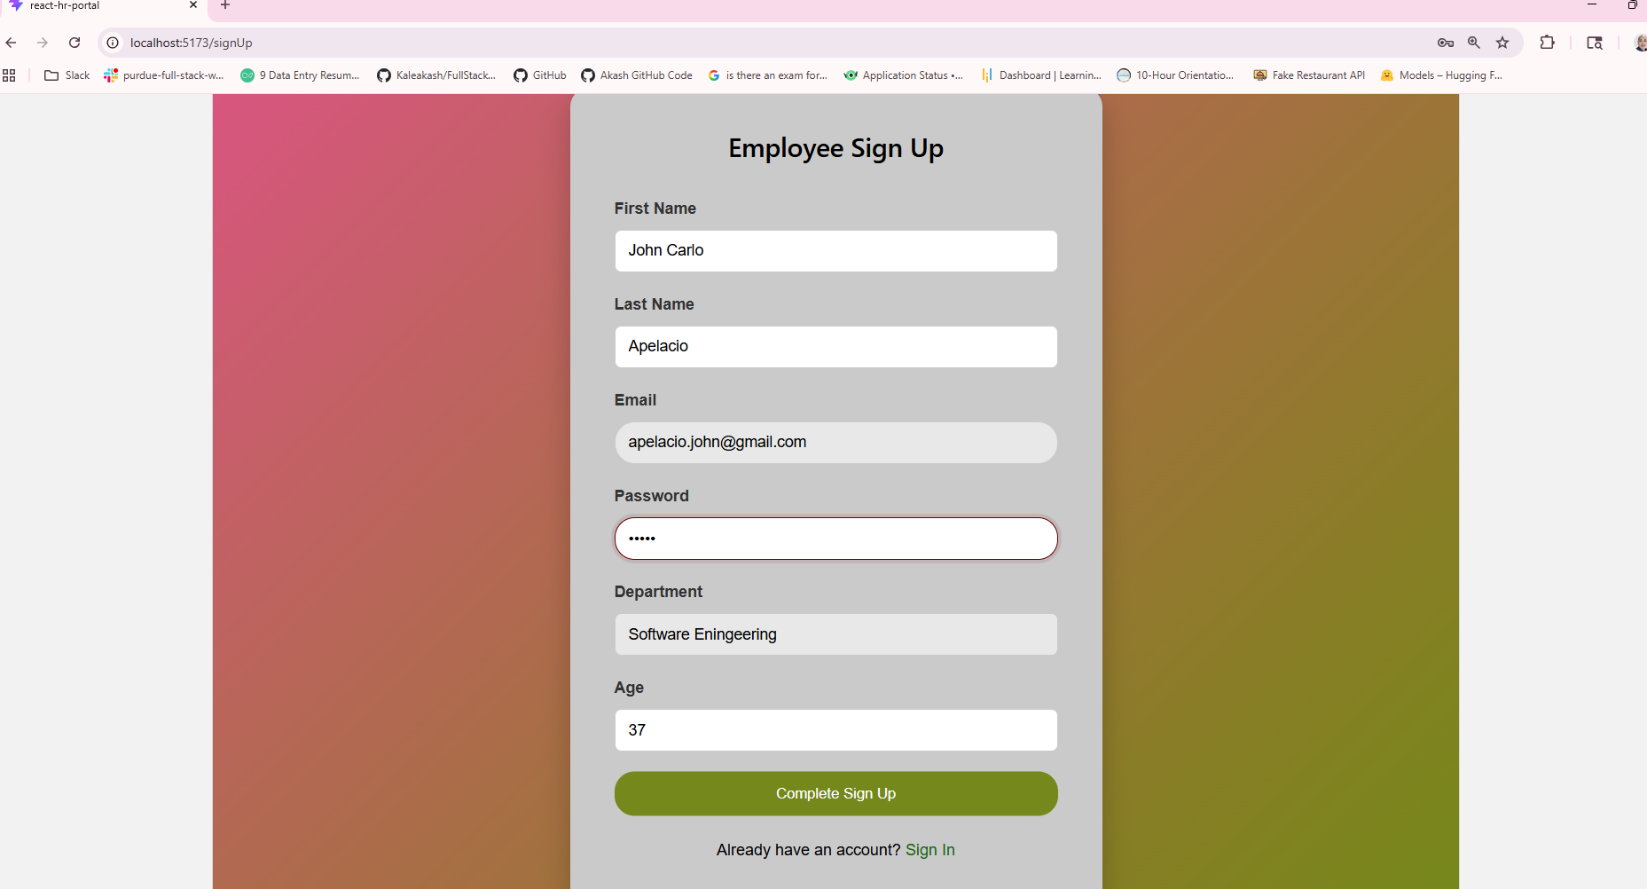 react-hr-portal
localhost:5173/signUp
Slack purdue-full-stack-w... 9 Data Entry Resum... Kaleakash/FullStack... GitHub Akash GitHub Code is there an exam for... Application Status •... Dashboard | Learnin... 10-Hour Orientatio... Fake Restaurant API Models – Hugging F...
Employee Sign Up
First Name
John Carlo
Last Name
Apelacio
Email
apelacio.john@gmail.com
Password
•••••
Department
Software Eningeering
Age
37
Complete Sign Up
Already have an account? Sign In